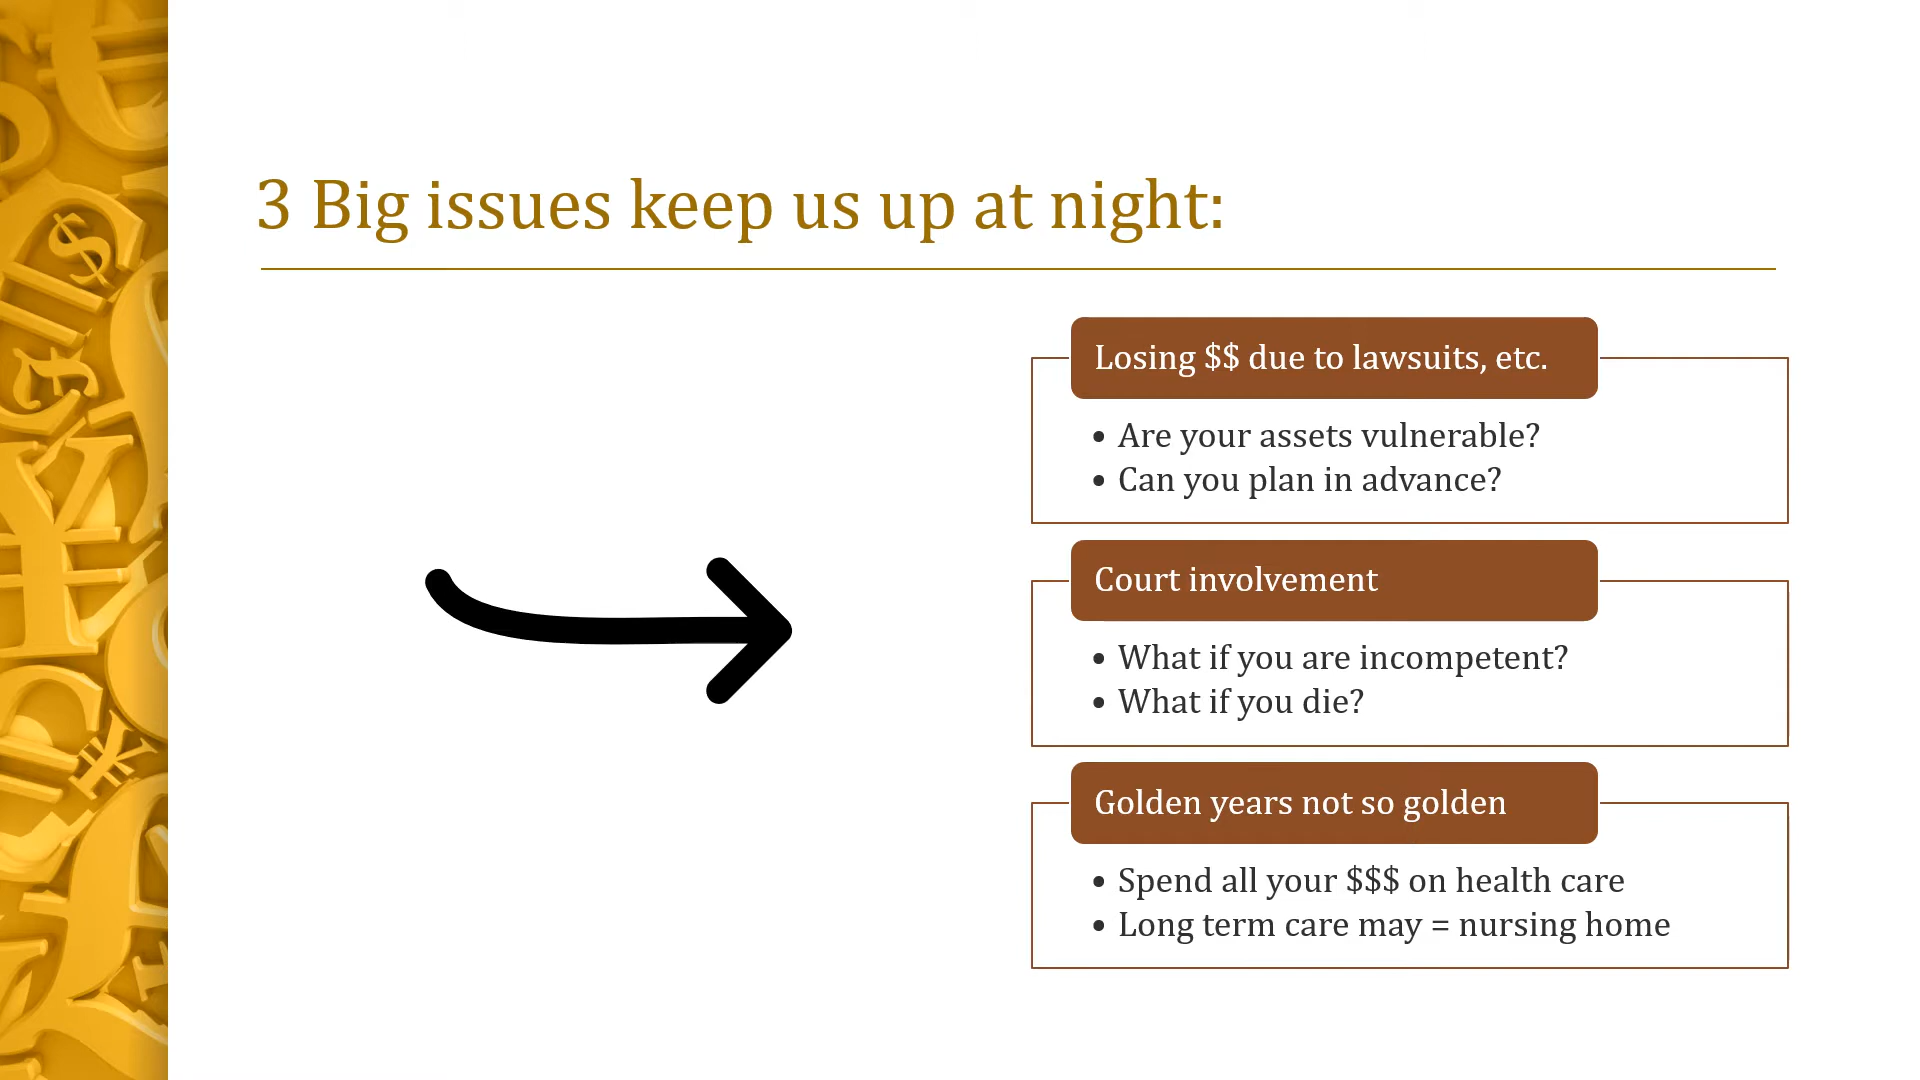 3 Big issues keep us up at night:
Losing $$ due to lawsuits, etc.
• Are your assets vulnerable?
• Can you plan in advance?
Court involvement
• What if you are incompetent?
• What if you die?
Golden years not so golden
• Spend all your $$$ on health care
• Long term care may = nursing home